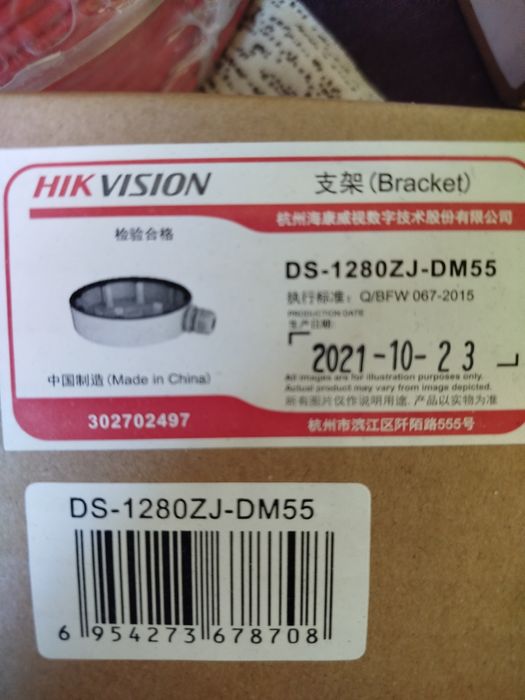 HIKVISION
支架(Bracket)
杭州海康威视数字技术股份有限公司
检验合格
DS-1280ZJ-DM55
执行标准：Q/BFW 067-2015
PRODUCTION DATE
生产日期:
2021-10-23
All images are for illustration purposes only.
Actual product may vary from image depicted.
所有图片仅作说明用途，产品以实物为准
中国制造(Made in China)
302702497
杭州市滨江区阡陌路555号
DS-1280ZJ-DM55
6 954273 678708